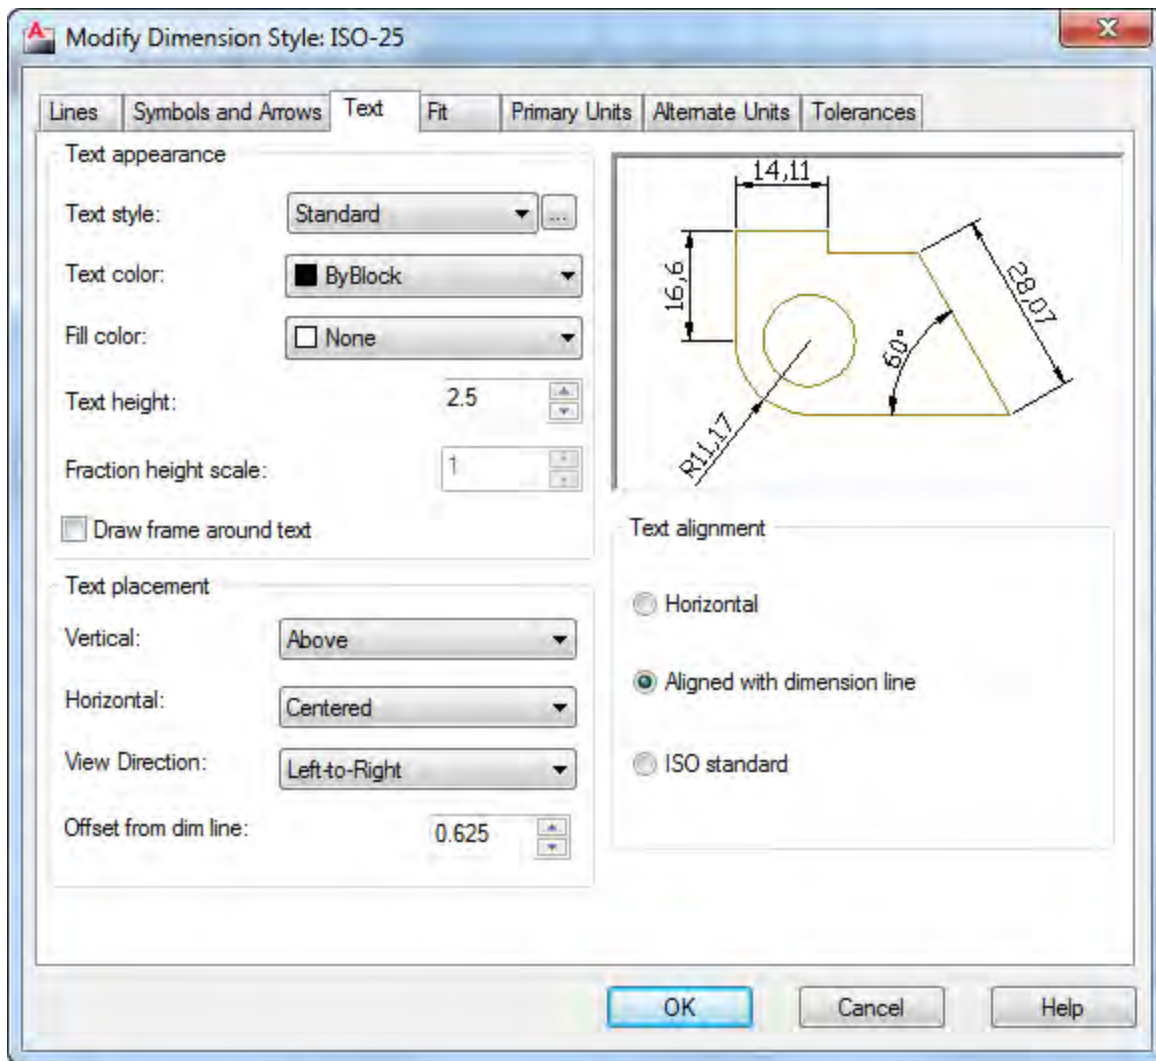 Modify Dimension Style: ISO-25
Lines
Symbols and Arrows
Text
Fit
Primary Units
Alternate Units
Tolerances
Text appearance
Text style:
Standard
...
Text color:
ByBlock
Fill color:
None
Text height:
2.5
Fraction height scale:
1
Draw frame around text
Text placement
Vertical:
Above
Horizontal:
Centered
View Direction:
Left-to-Right
Offset from dim line:
0.625
14,11
16,6
28,07
60°
R11,17
Text alignment
Horizontal
Aligned with dimension line
ISO standard
OK
Cancel
Help